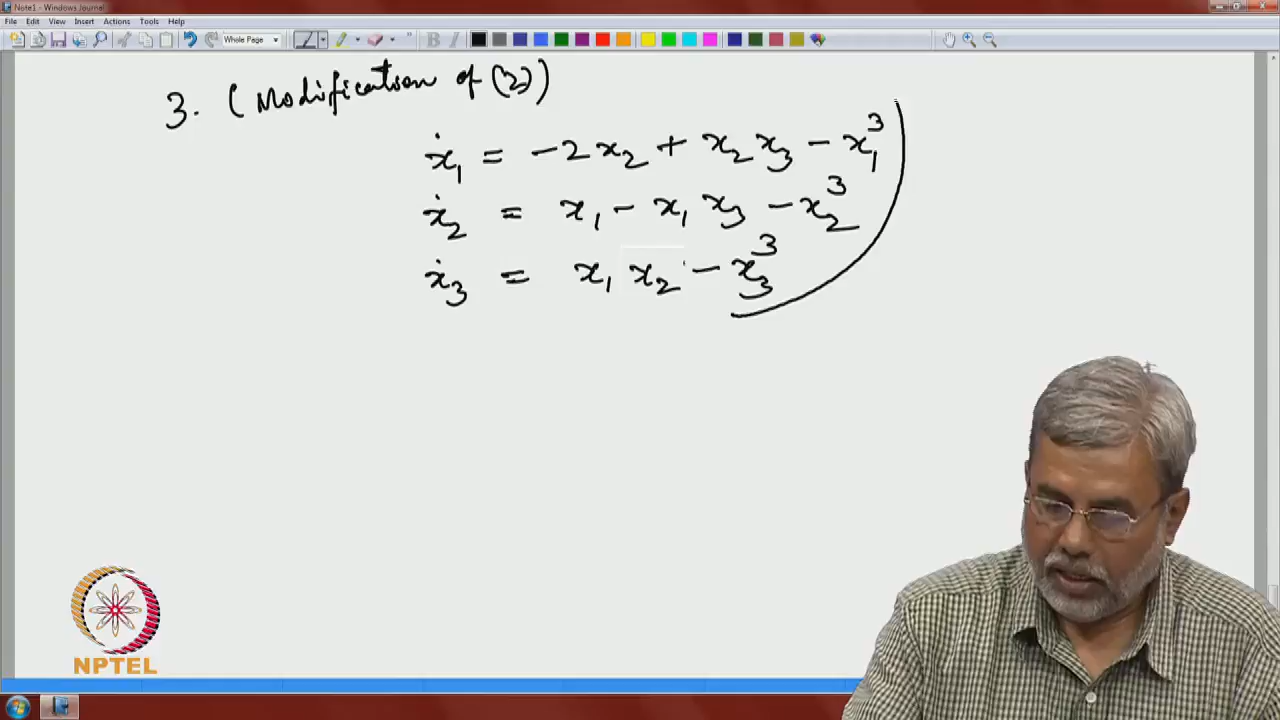 Note1 - Windows Journal
File Edit View Insert Actions Tools Help
Whole Page
3. (Modification of (2))
ẋ₁ = -2x₂ + x₂x₃ - x₁³
ẋ₂ = x₁ - x₁x₃ - x₂³
ẋ₃ = x₁x₂ - x₃³
NPTEL